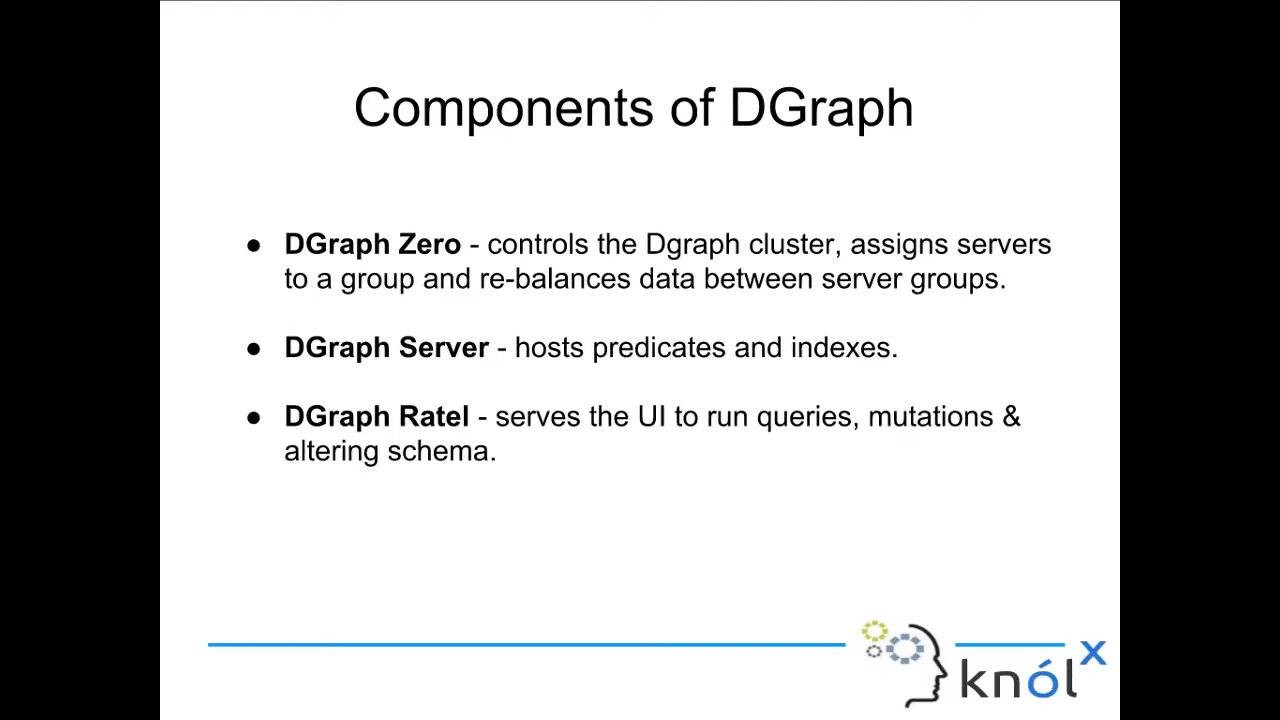 Components of DGraph
● DGraph Zero - controls the Dgraph cluster, assigns servers
to a group and re-balances data between server groups.
● DGraph Server - hosts predicates and indexes.
● DGraph Ratel - serves the UI to run queries, mutations &
altering schema.
knólx